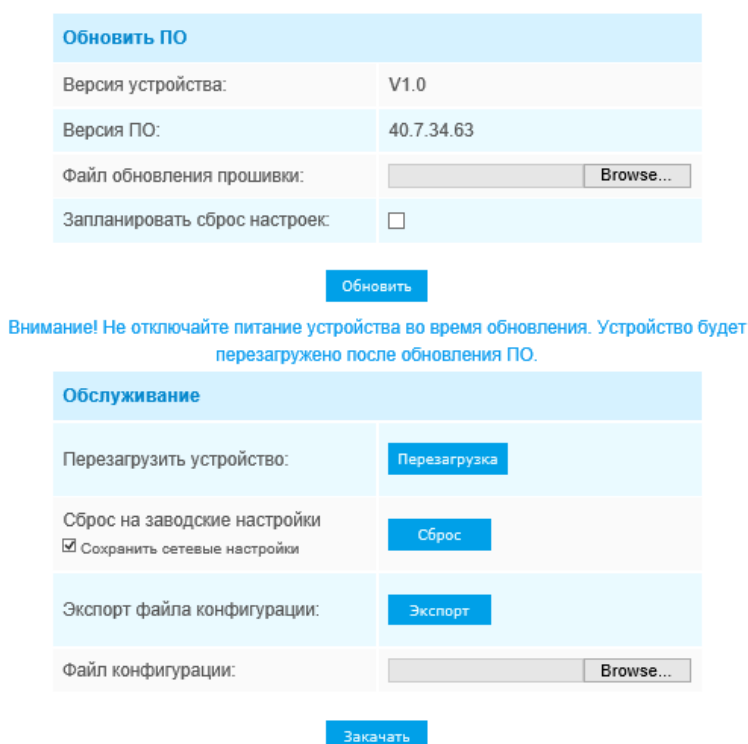 Обновить ПО
Версия устройства: V1.0
Версия ПО: 40.7.34.63
Файл обновления прошивки: Browse...
Запланировать сброс настроек:
Обновить
Внимание! Не отключайте питание устройства во время обновления. Устройство будет
перезагружено после обновления ПО.
Обслуживание
Перезагрузить устройство: Перезагрузка
Сброс на заводские настройки
Сохранить сетевые настройки
Сброс
Экспорт файла конфигурации: Экспорт
Файл конфигурации: Browse...
Закачать